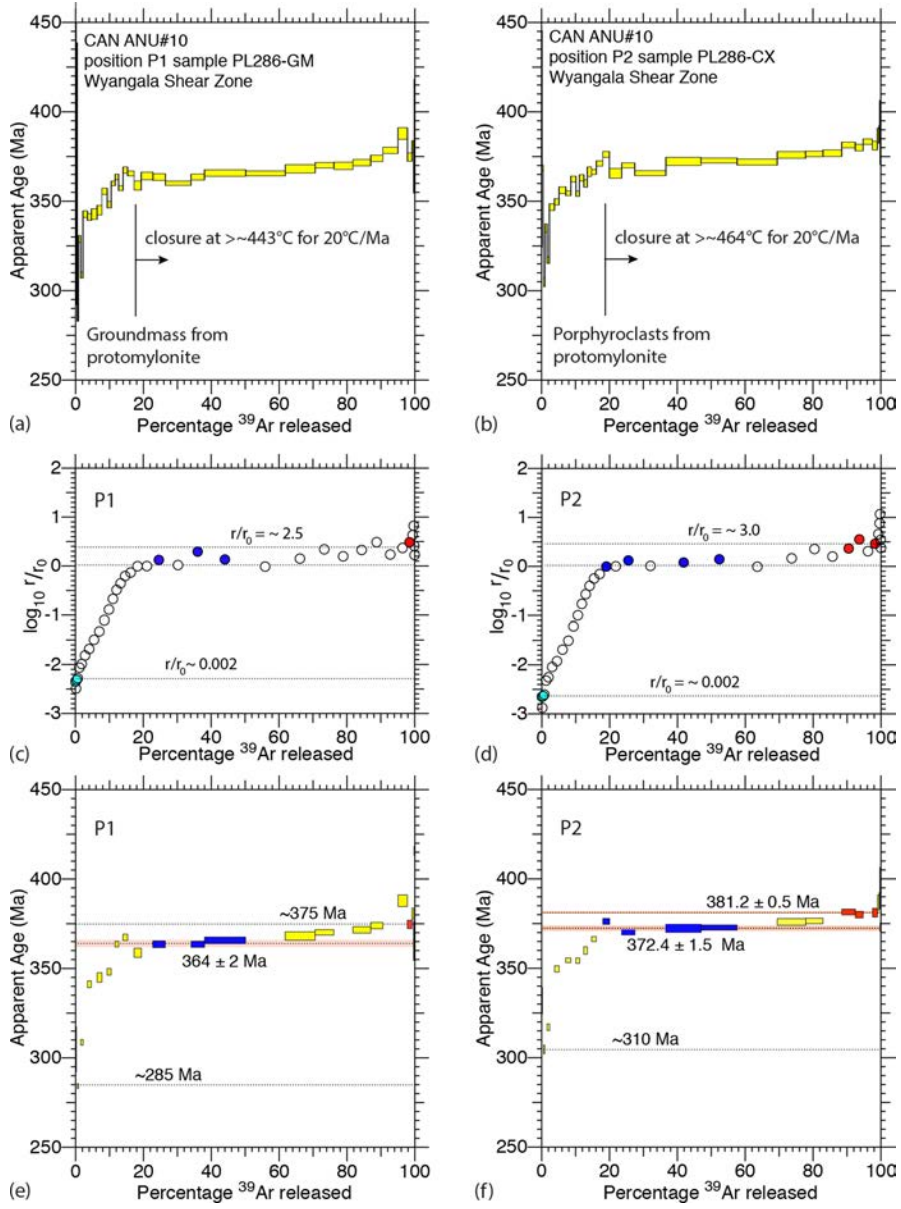 450
400
350
300
250
Apparent Age (Ma)
CAN ANU#10
position P1 sample PL286-GM
Wyangala Shear Zone
closure at >~443°C for 20°C/Ma
Groundmass from
protomylonite
0 20 40 60 80 100
(a) Percentage ³⁹Ar released
450
400
350
300
250
Apparent Age (Ma)
CAN ANU#10
position P2 sample PL286-CX
Wyangala Shear Zone
closure at >~464°C for 20°C/Ma
Porphyroclasts from
protomylonite
0 20 40 60 80 100
(b) Percentage ³⁹Ar released
2
1
0
-1
-2
-3
log₁₀ r/r₀
P1
r/r₀ = ~ 2.5
r/r₀ ~ 0.002
0 20 40 60 80 100
(c) Percentage ³⁹Ar released
2
1
0
-1
-2
-3
log₁₀ r/r₀
P2
r/r₀ = ~ 3.0
r/r₀ = ~ 0.002
0 20 40 60 80 100
(d) Percentage ³⁹Ar released
450
400
350
300
250
Apparent Age (Ma)
P1
~375 Ma
364 ± 2 Ma
~285 Ma
0 20 40 60 80 100
(e) Percentage ³⁹Ar released
450
400
350
300
250
Apparent Age (Ma)
P2
381.2 ± 0.5 Ma
372.4 ± 1.5 Ma
~310 Ma
0 20 40 60 80 100
(f) Percentage ³⁹Ar released